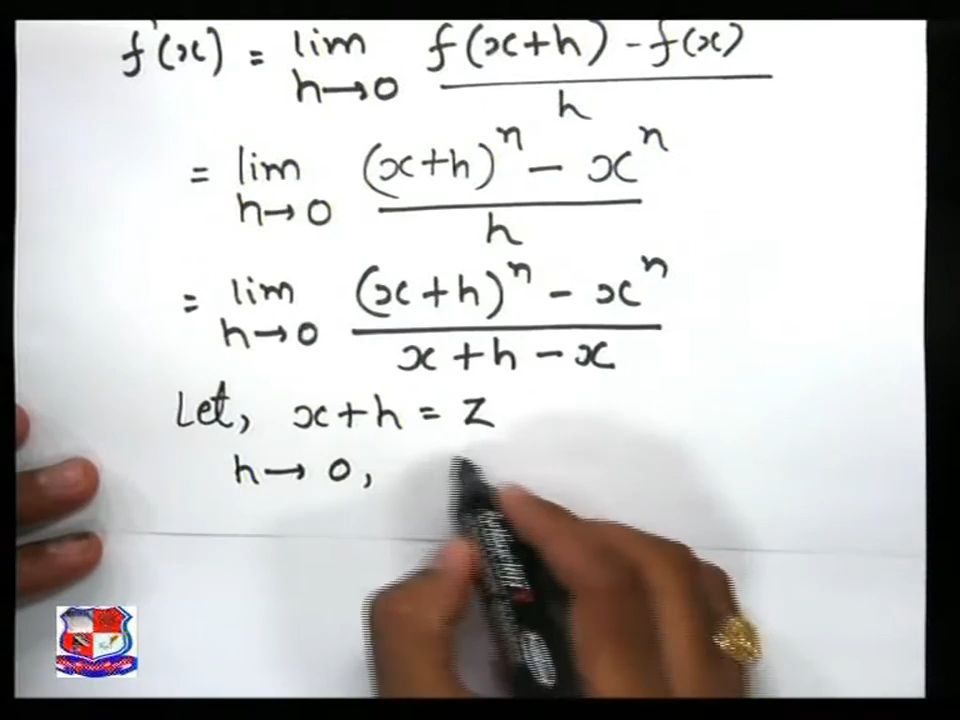 f'(x) = lim h→0 f(x+h) - f(x) / h
= lim h→0 (x+h)^n - x^n / h
= lim h→0 (x+h)^n - x^n / x+h-x
Let, x+h = z
h→0,